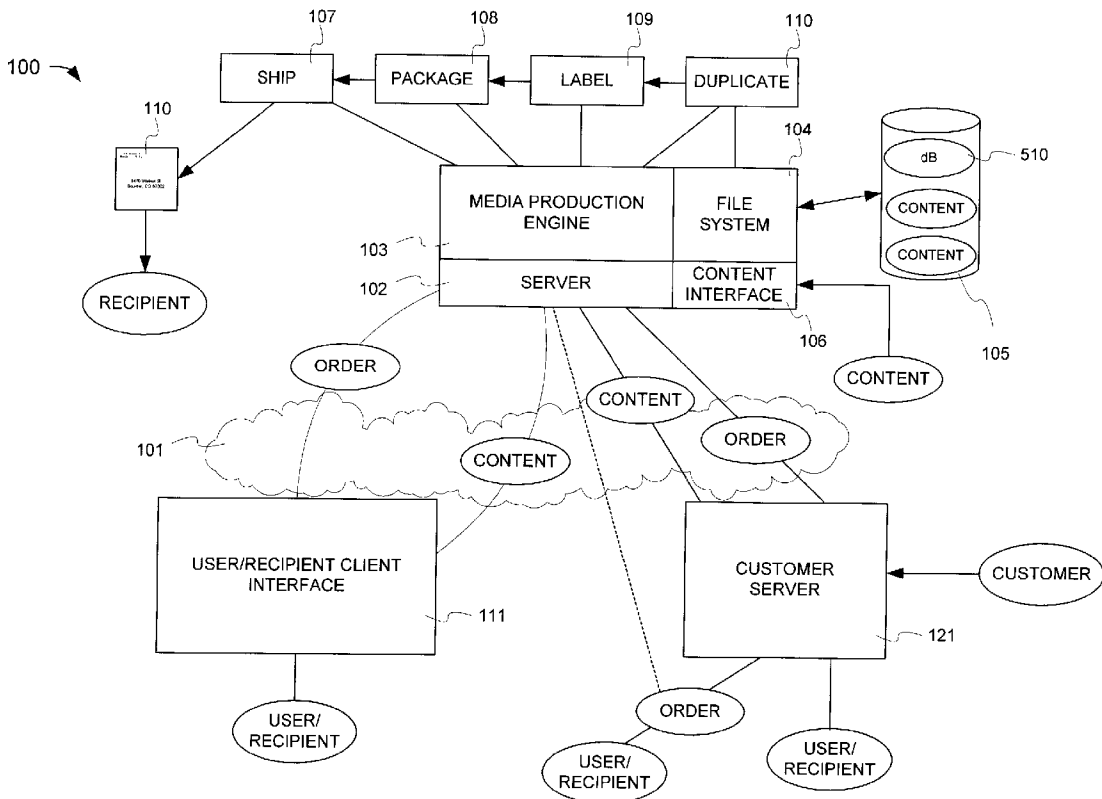 107
108
109
110
100
SHIP
PACKAGE
LABEL
DUPLICATE
110
104
dB
510
MEDIA PRODUCTION
ENGINE
FILE
SYSTEM
CONTENT
103
CONTENT
102
SERVER
CONTENT
INTERFACE
RECIPIENT
106
105
ORDER
CONTENT
CONTENT
101
CONTENT
ORDER
USER/RECIPIENT CLIENT
INTERFACE
CUSTOMER
SERVER
CUSTOMER
111
121
USER/
RECIPIENT
ORDER
USER/
RECIPIENT
USER/
RECIPIENT